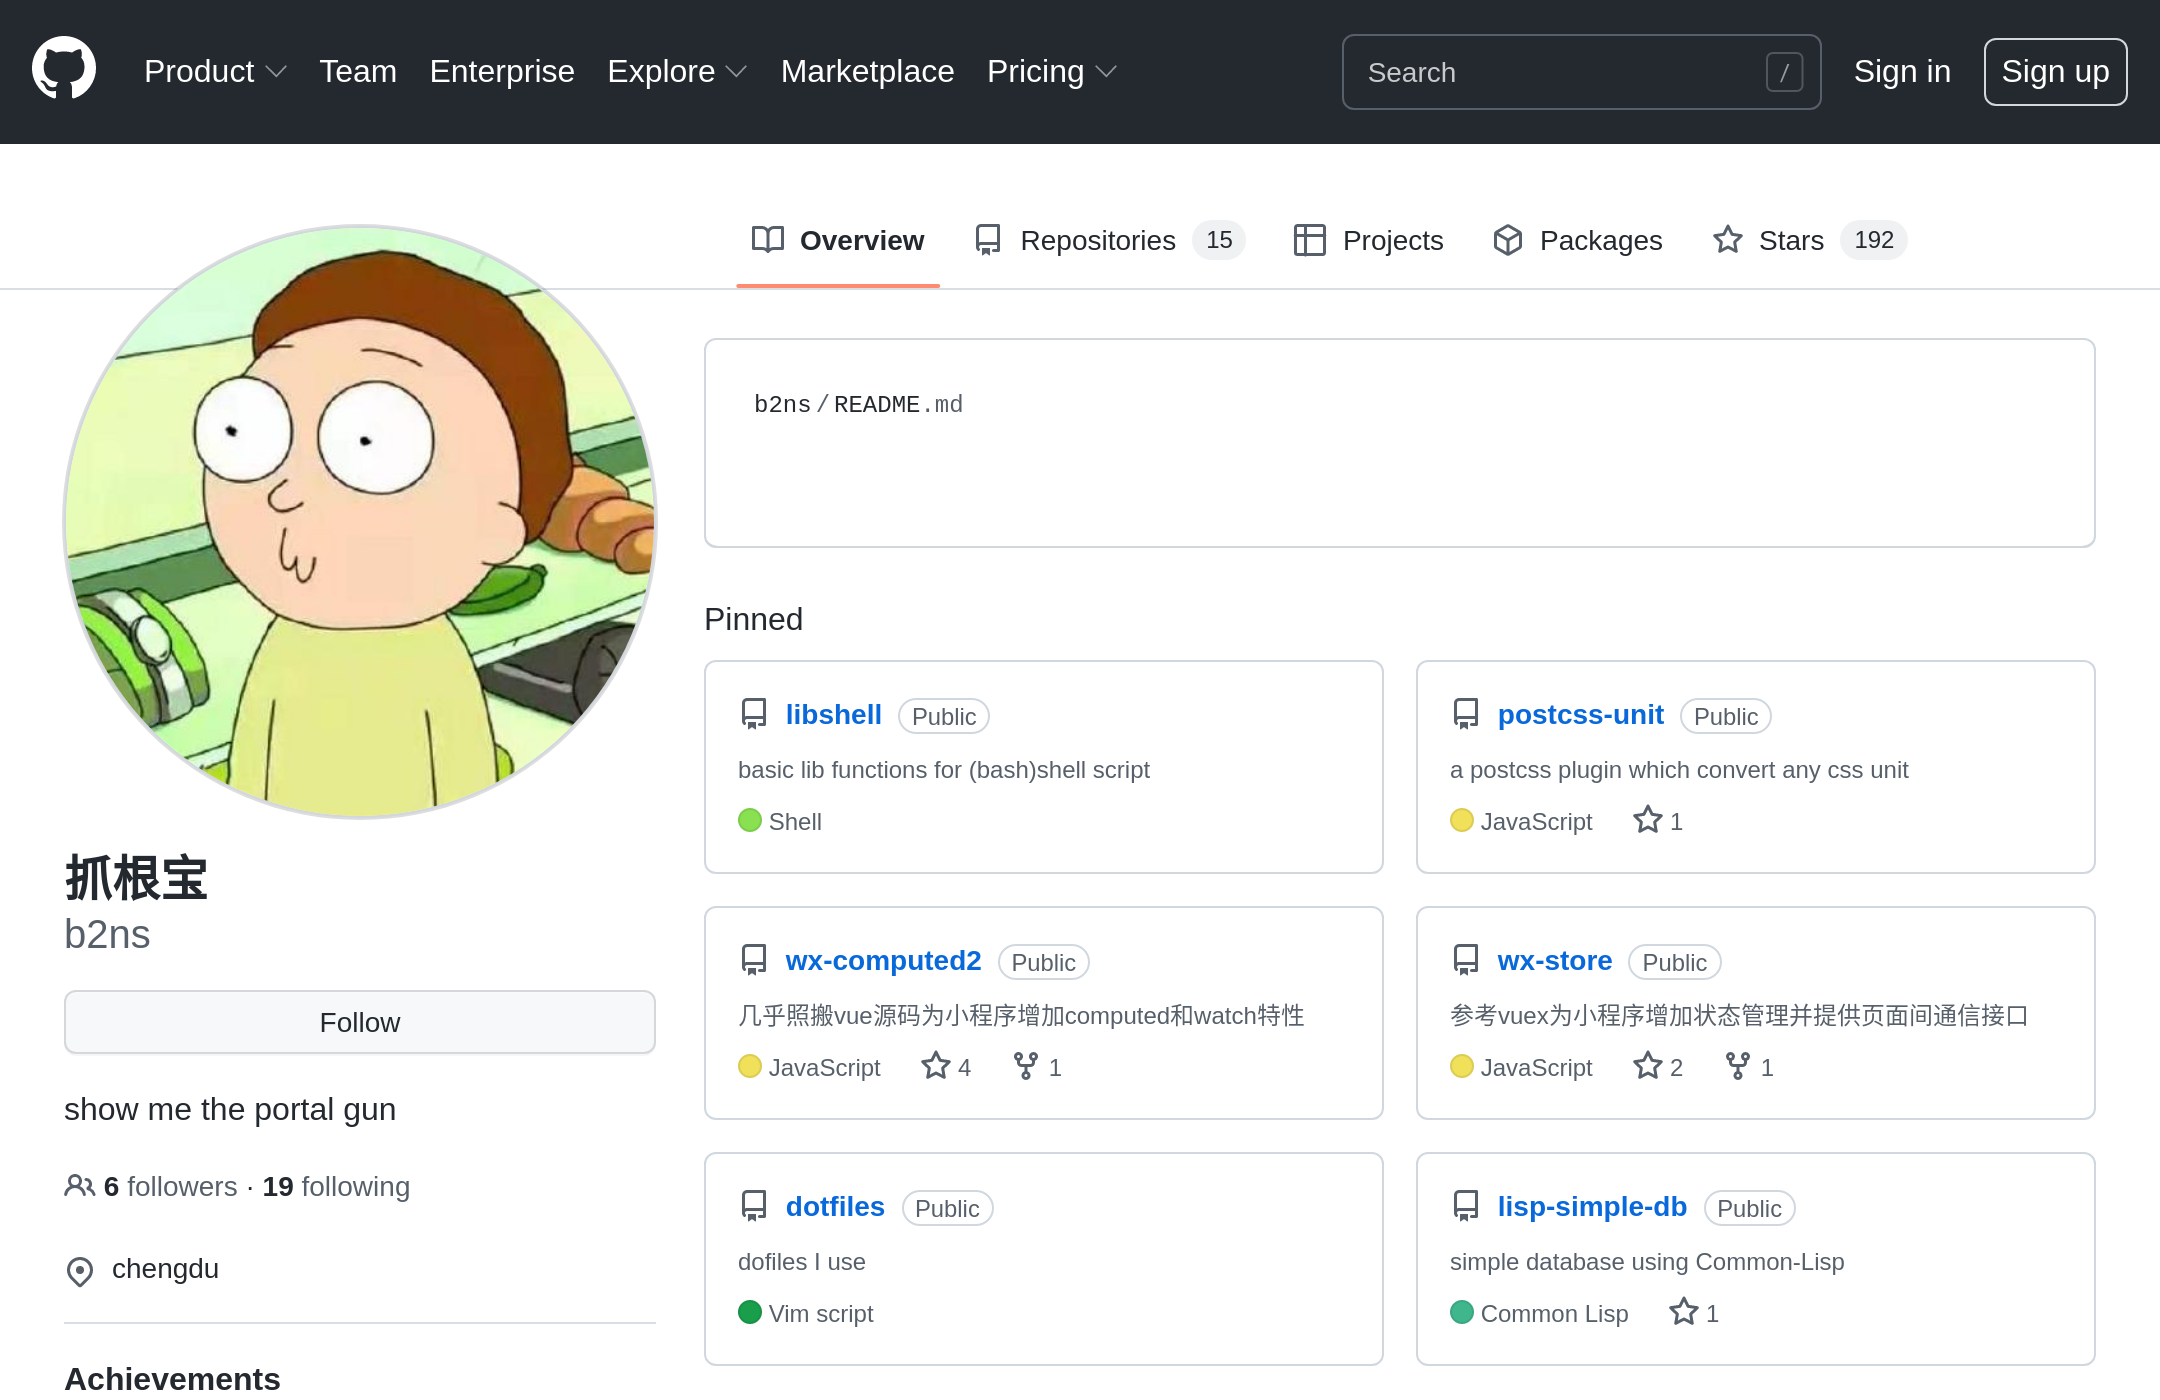 Product Team Enterprise Explore Marketplace Pricing Search / Sign in Sign up
Overview Repositories 15 Projects Packages Stars 192
抓根宝
b2ns
Follow
show me the portal gun
6 followers · 19 following
chengdu
Achievements
b2ns/README.md
Pinned
libshell Public
basic lib functions for (bash)shell script
Shell
postcss-unit Public
a postcss plugin which convert any css unit
JavaScript 1
wx-computed2 Public
几乎照搬vue源码为小程序增加computed和watch特性
JavaScript 4 1
wx-store Public
参考vuex为小程序增加状态管理并提供页面间通信接口
JavaScript 2 1
dotfiles Public
dofiles I use
Vim script
lisp-simple-db Public
simple database using Common-Lisp
Common Lisp 1